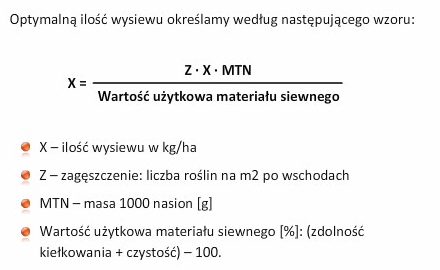 Optymalną ilość wysiewu określamy według następującego wzoru:
X = Z · X · MTN
Wartość użytkowa materiału siewnego
X – ilość wysiewu w kg/ha
Z – zagęszczenie: liczba roślin na m2 po wschodach
MTN – masa 1000 nasion [g]
Wartość użytkowa materiału siewnego [%]: (zdolność
kiełkowania + czystość) – 100.